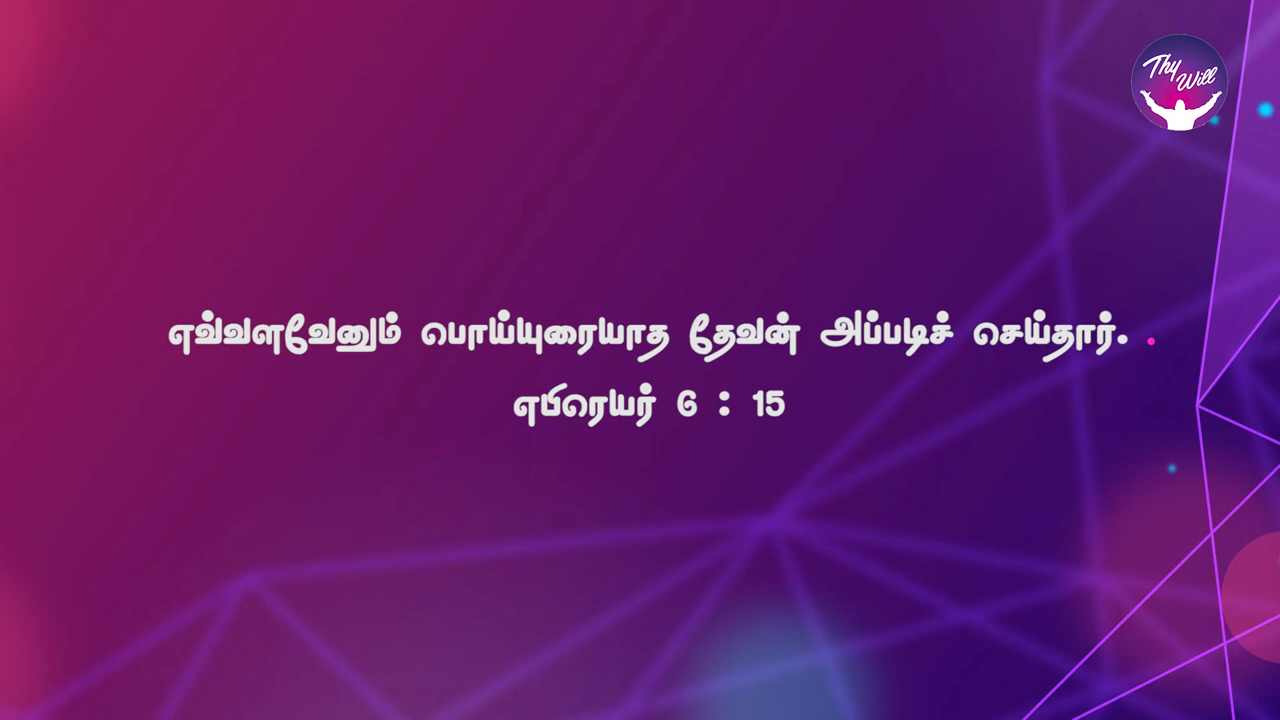 Thy Will
எவ்வளவேனும் பொய்யுரையாத தேவன் அப்படிச் செய்தார்.
எபிரெயர் 6 : 15